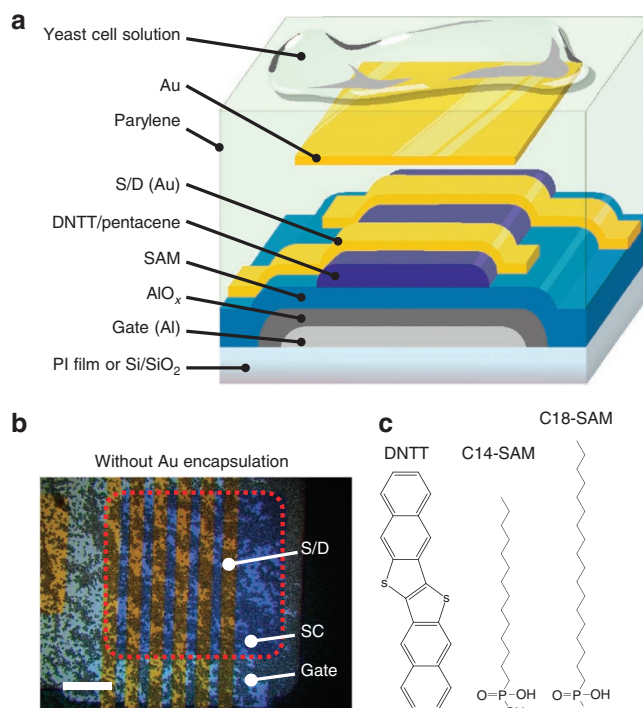 a
Yeast cell solution
Au
Parylene
S/D (Au)
DNTT/pentacene
SAM
AlOx
Gate (Al)
PI film or Si/SiO2
b
Without Au encapsulation
S/D
SC
Gate
c
C18-SAM
DNTT
C14-SAM
S
S
O=P-OH
O=P-OH